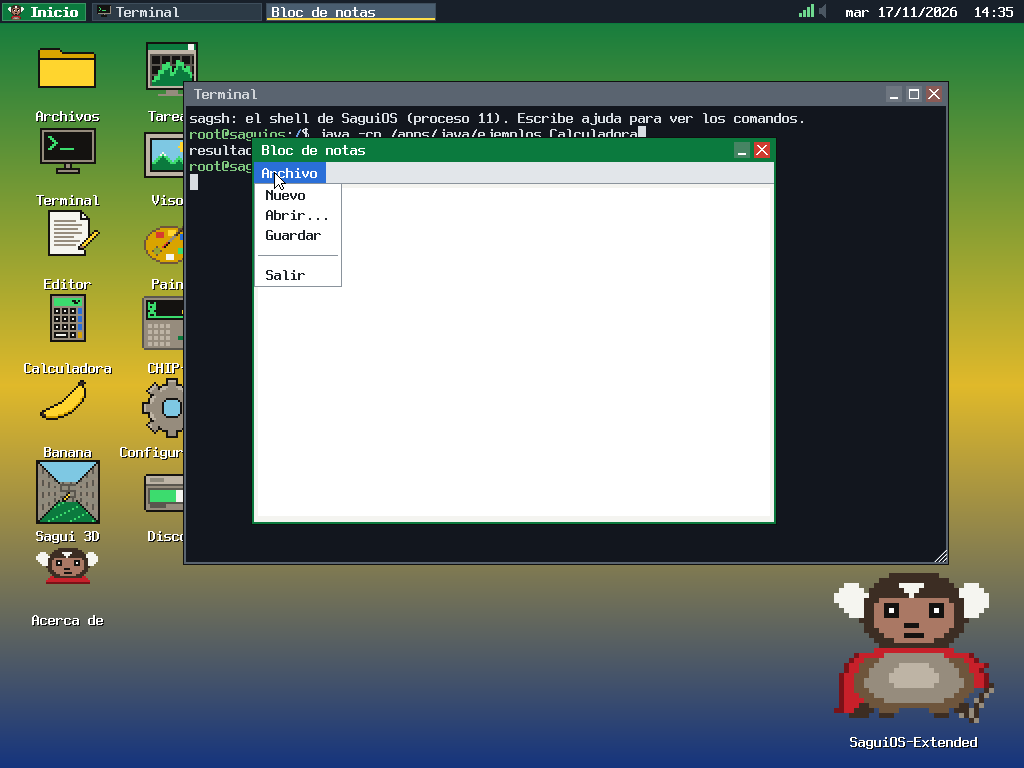 Inicio
Terminal
Bloc de notas
mar 17/11/2026 14:35
Archivos
Terminal
Editor
Calculadora
Banana
Sagui 3D
Acerca de
Terminal
sagsh: el shell de SaguiOS (proceso 11). Escribe ajuda para ver los comandos.
root@saguios:/$ java -cp /apps/java/ejemplos Calculadora
Bloc de notas
Archivo
Nuevo
Abrir...
Guardar
Salir
SaguiOS-Extended